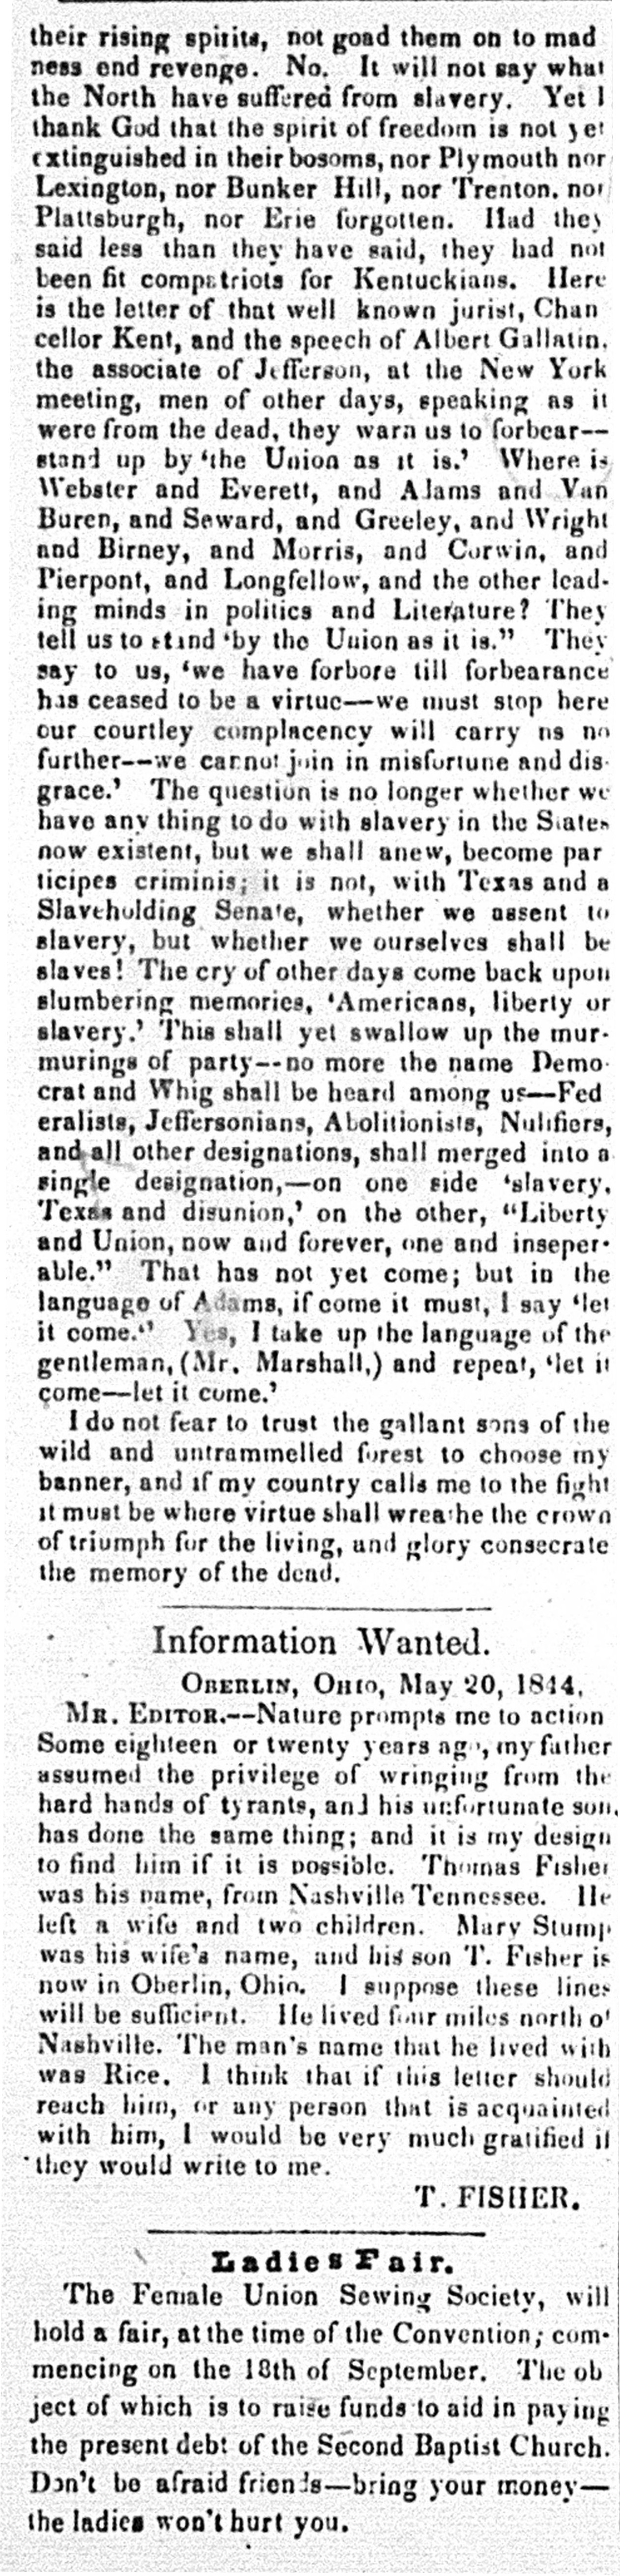 their rising spirits, not goad them on to mad
ness end revenge. No. It will not say what
the North have suffered from slavery. Yet I
thank God that the spirit of freedom is not yet
extinguished in their bosoms, nor Plymouth nor
Lexington, nor Bunker Hill, nor Trenton, nor
Plattsburgh, nor Erie forgotten. Had they
said less than they have said, they had not
been fit compatriots for Kentuckians. Here
is the letter of that well known jurist, Chan
cellor Kent, and the speech of Albert Gallatin,
the associate of Jefferson, at the New York
meeting, men of other days, speaking as it
were from the dead, they warn us to forbear--
stand up by 'the Union as it is.' Where is
Webster and Everett, and Adams and Van
Buren, and Seward, and Greeley, and Wright
and Birney, and Morris, and Corwin, and
Pierpont, and Longfellow, and the other lead-
ing minds in politics and Literature? They
tell us to stand 'by the Union as it is." They
say to us, 'we have forbore till forbearance
has ceased to be a virtue—we must stop here
our courtley complacency will carry us no
further--we cannot join in misfortune and dis-
grace.' The question is no longer whether we
have any thing to do with slavery in the States
now existent, but we shall anew, become par
ticipes criminis; it is not, with Texas and a
Slaveholding Senate, whether we assent to
slavery, but whether we ourselves shall be
slaves! The cry of other days come back upon
slumbering memories, 'Americans, liberty or
slavery.' This shall yet swallow up the mur-
murings of party--no more the name Demo-
crat and Whig shall be heard among us—Fed
eralists, Jeffersonians, Abolitionists, Nulifiers,
and all other designations, shall merged into a
single designation,—on one side 'slavery,
Texas and disunion,' on the other, "Liberty
and Union, now and forever, one and inseper-
able." That has not yet come; but in the
language of Adams, if come it must, I say 'let
it come.'' Yes, I take up the language of the
gentleman, (Mr. Marshall,) and repeat, 'let it
come—let it come.'
I do not fear to trust the gallant sons of the
wild and untrammelled forest to choose my
banner, and if my country calls me to the fight
it must be where virtue shall wreathe the crown
of triumph for the living, and glory consecrate
the memory of the dead.
Information Wanted.
OBERLIN, OHIO, May 20, 1844,
MR. EDITOR.--Nature prompts me to action
Some eighteen or twenty years ago, my father
assumed the privilege of wringing from the
hard hands of tyrants, and his unfortunate son,
has done the same thing; and it is my design
to find him if it is possible. Thomas Fisher
was his name, from Nashville Tennessee. He
left a wife and two children. Mary Stump
was his wife's name, and his son T. Fisher is
now in Oberlin, Ohio. I suppose these lines
will be sufficient. He lived four miles north of
Nashville. The man's name that he lived with
was Rice. I think that if this letter should
reach him, or any person that is acquainted
with him, I would be very much gratified if
they would write to me.
T. FISHER.
Ladies Fair.
The Female Union Sewing Society, will
hold a fair, at the time of the Convention; com-
mencing on the 18th of September. The ob
ject of which is to raise funds to aid in paying
the present debt of the Second Baptist Church.
Don't be afraid friends—bring your money—
the ladies won't hurt you.